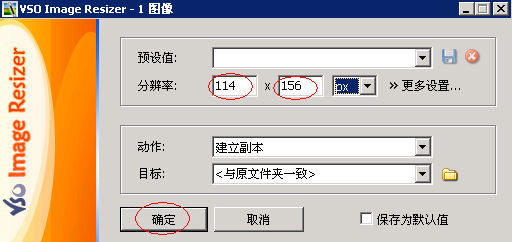 VSO Image Resizer - 1 图像
VSO Image Resizer
预设值:
分辨率: 114 x 156 px » 更多设置...
动作: 建立副本
目标: <与原文件夹一致>
确定 取消 保存为默认值